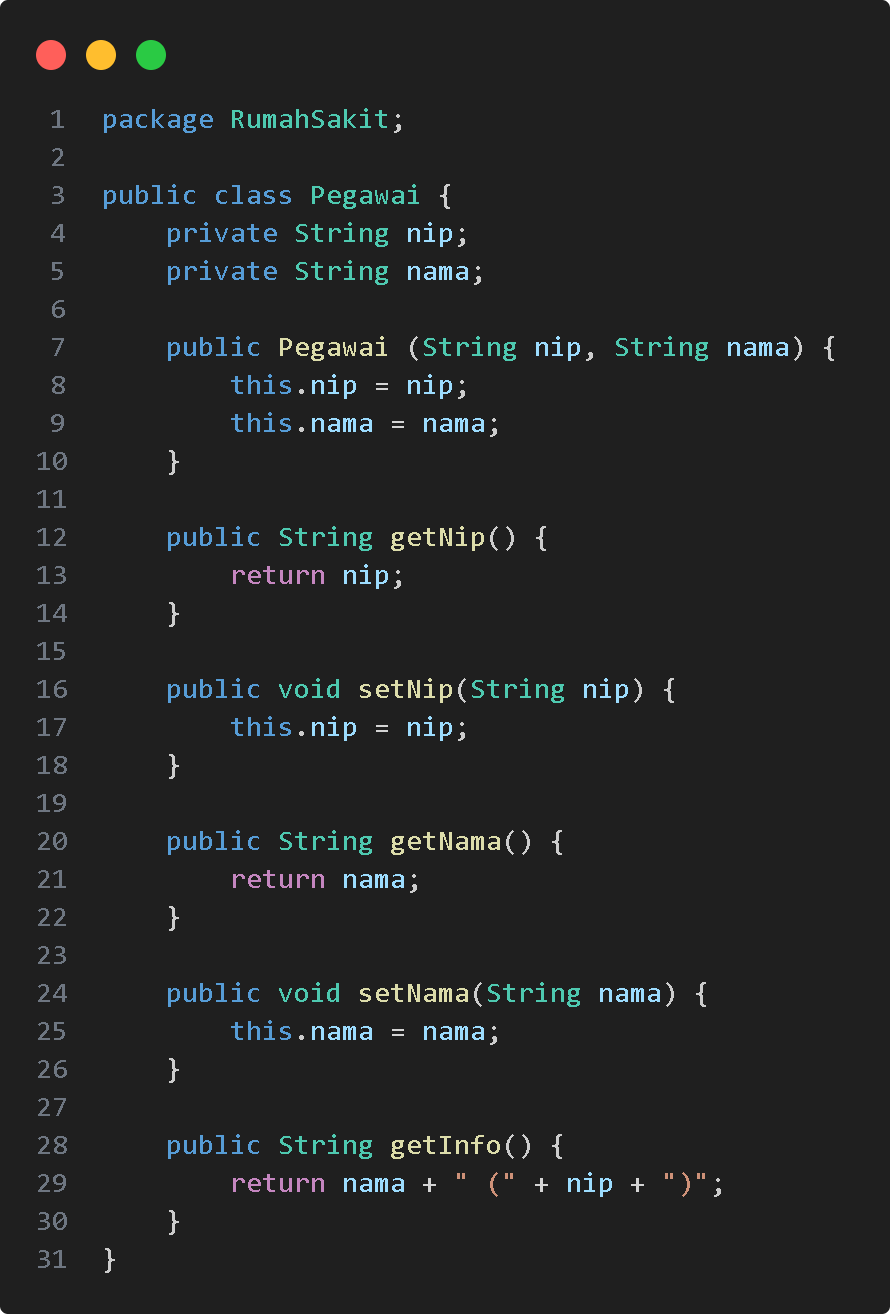 1 package RumahSakit;
2
3 public class Pegawai {
4     private String nip;
5     private String nama;
6
7     public Pegawai (String nip, String nama) {
8         this.nip = nip;
9         this.nama = nama;
10     }
11
12     public String getNip() {
13         return nip;
14     }
15
16     public void setNip(String nip) {
17         this.nip = nip;
18     }
19
20     public String getNama() {
21         return nama;
22     }
23
24     public void setNama(String nama) {
25         this.nama = nama;
26     }
27
28     public String getInfo() {
29         return nama + " (" + nip + ")";
30     }
31 }